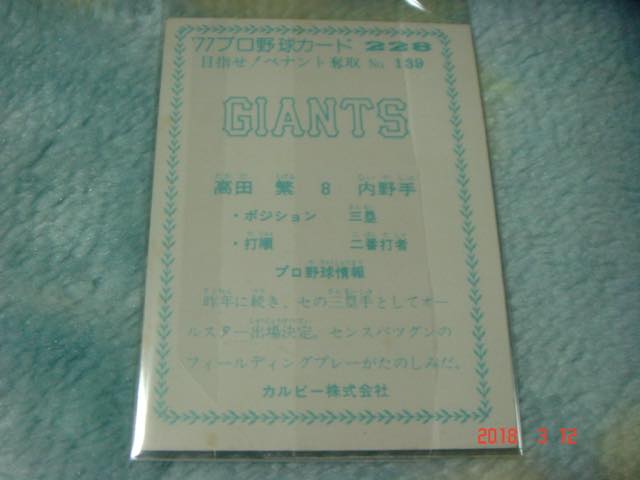 '77プロ野球カード 228
目指せ！ペナント奪取 No 139
GIANTS
高田 繁 8 内野手
・ポジション 三塁
・打順 二番打者
プロ野球情報
昨年に続き、セの三塁手としてオー
ルスター出場決定。センスバツグンの
フィールディングプレーがたのしみだ。
カルビー株式会社
2018 3 12